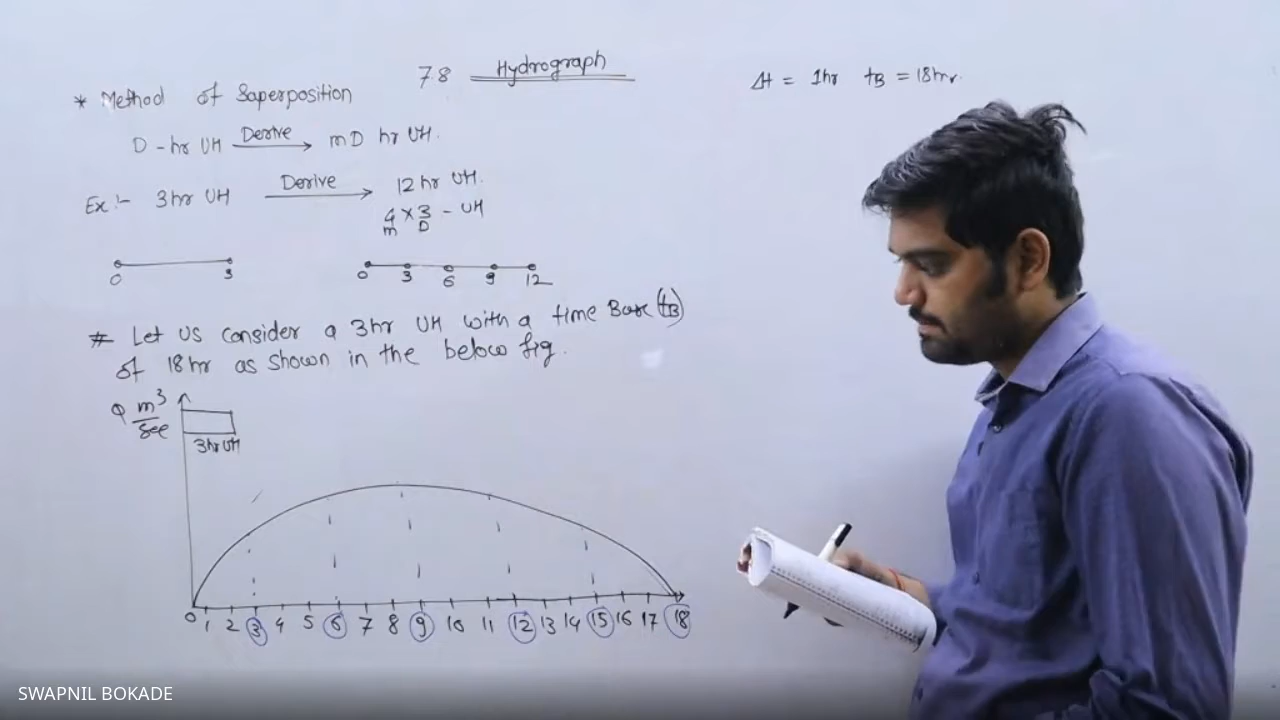 78 Hydrograph
Δt = 1hr tB = 18hr.
* Method of Saperposition
D - hr UH Derive mD hr UH.
Ex:- 3hr UH Derive 12 hr UH.
4 x 3 - UH
m D
0 3
0 3 6 9 12
# Let us consider a 3hr UH with a time Base (tB)
of 18 hr as shown in the below fig.
Q m³/sec
3hr UH
0 1 2 3 4 5 6 7 8 9 10 11 12 13 14 15 16 17 18
SWAPNIL BOKADE